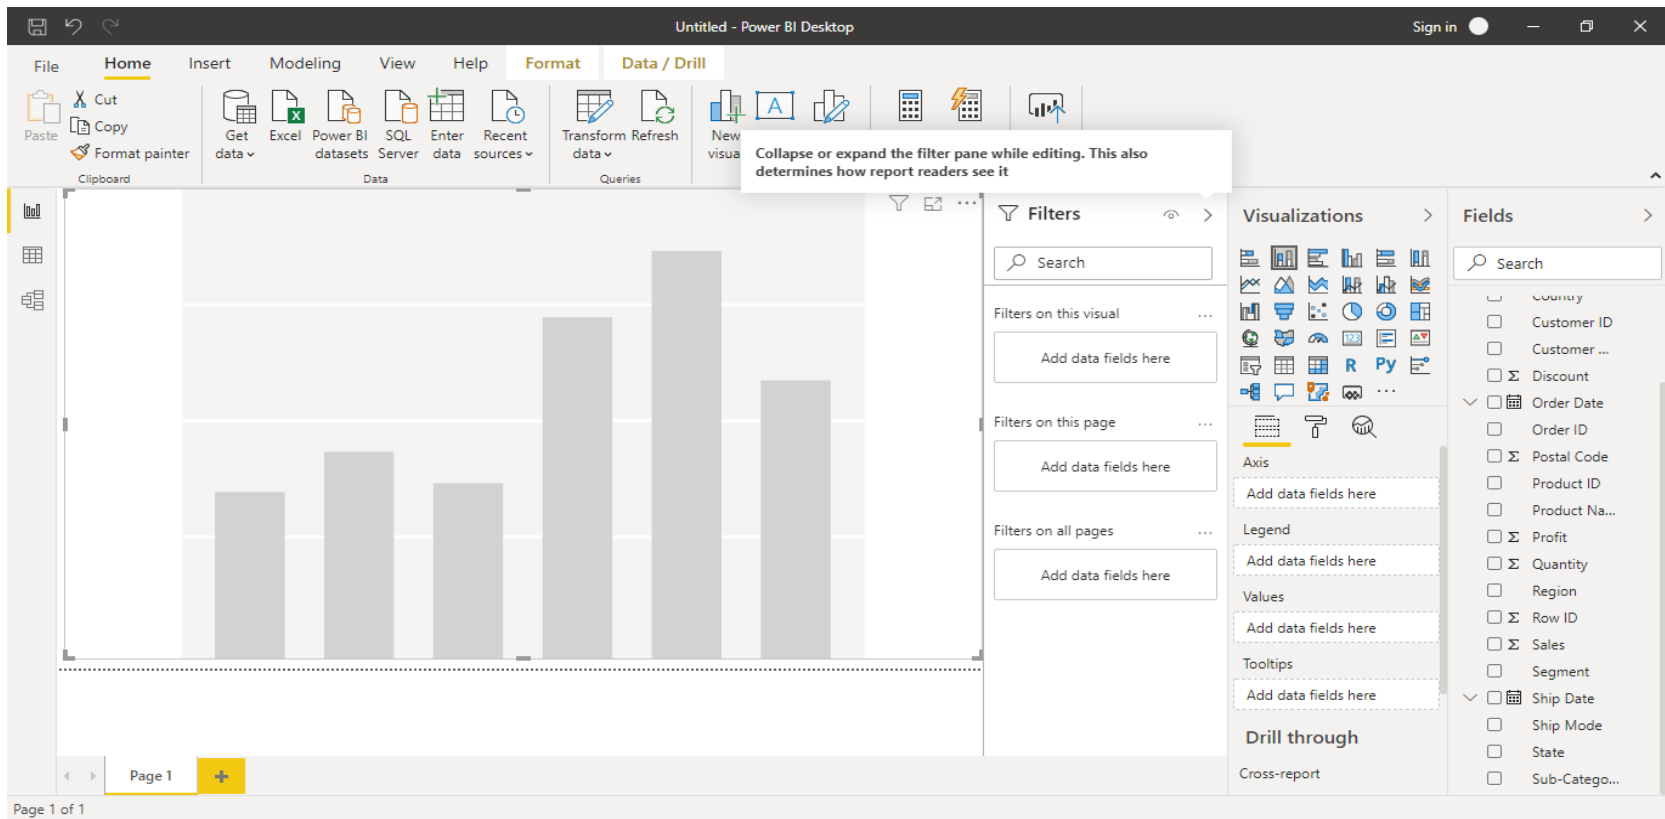 Untitled - Power BI Desktop
Sign in
File
Home
Insert
Modeling
View
Help
Format
Data / Drill
Paste
Cut
Copy
Format painter
Clipboard
Get data
Excel
Power BI datasets
SQL Server
Enter data
Recent sources
Data
Transform data
Refresh
Queries
New
visua
A
Collapse or expand the filter pane while editing. This also
determines how report readers see it
Filters
Search
Filters on this visual
...
Add data fields here
Filters on this page
...
Add data fields here
Filters on all pages
...
Add data fields here
Visualizations
123
R
Py
...
Axis
Add data fields here
Legend
Add data fields here
Values
Add data fields here
Tooltips
Add data fields here
Drill through
Cross-report
Fields
Search
Country
Customer ID
Customer ...
Σ Discount
Order Date
Order ID
Σ Postal Code
Product ID
Product Na...
Σ Profit
Σ Quantity
Region
Σ Row ID
Σ Sales
Segment
Ship Date
Ship Mode
State
Sub-Catego...
Page 1
+
Page 1 of 1